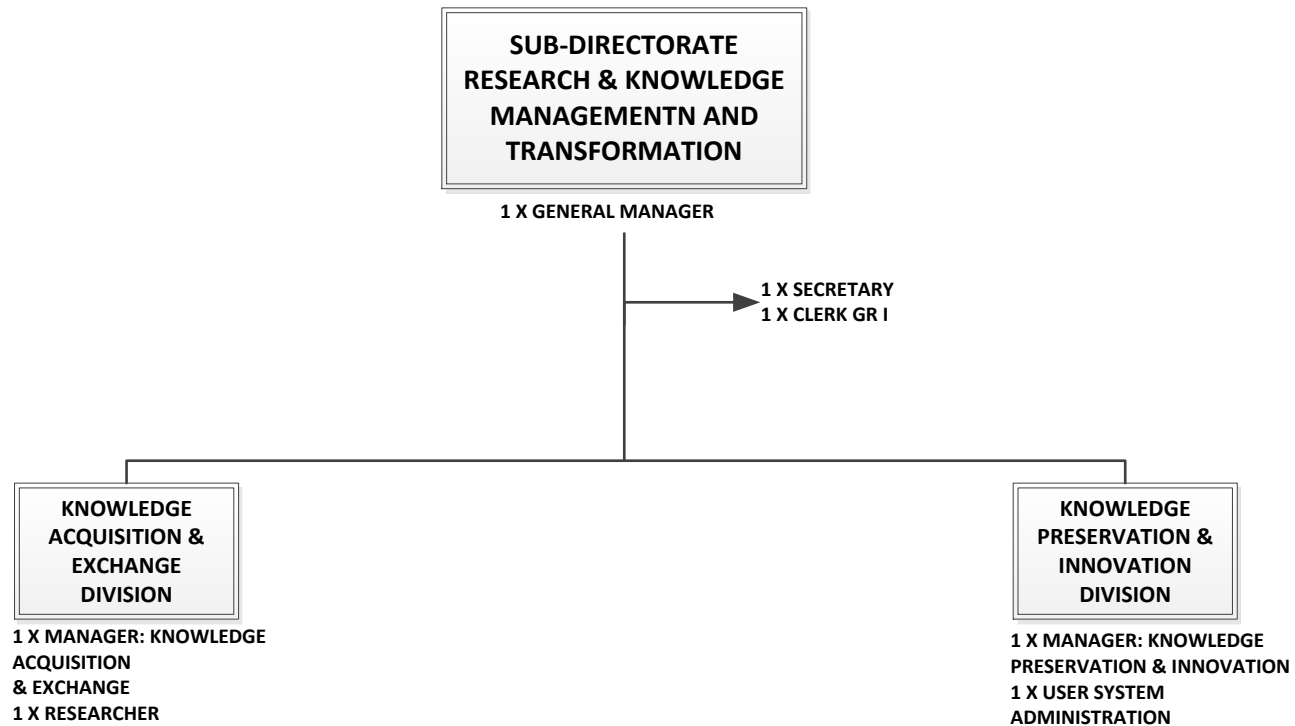 SUB-DIRECTORATE
RESEARCH & KNOWLEDGE
MANAGEMENTN AND
TRANSFORMATION
1 X GENERAL MANAGER
1 X SECRETARY
1 X CLERK GR I
KNOWLEDGE
ACQUISITION &
EXCHANGE
DIVISION
1 X MANAGER: KNOWLEDGE
ACQUISITION
& EXCHANGE
1 X RESEARCHER
KNOWLEDGE
PRESERVATION &
INNOVATION
DIVISION
1 X MANAGER: KNOWLEDGE
PRESERVATION & INNOVATION
1 X USER SYSTEM
ADMINISTRATION